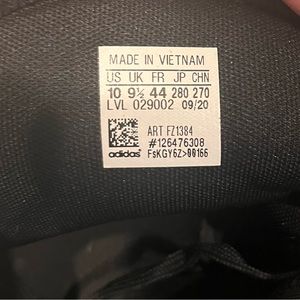 MADE IN VIETNAM
US UK FR JP CHN
10 9½ 44 280 270
LVL 029002 09/20
ART FZ1384
#126476308
adidas FsKGY6Z>00166